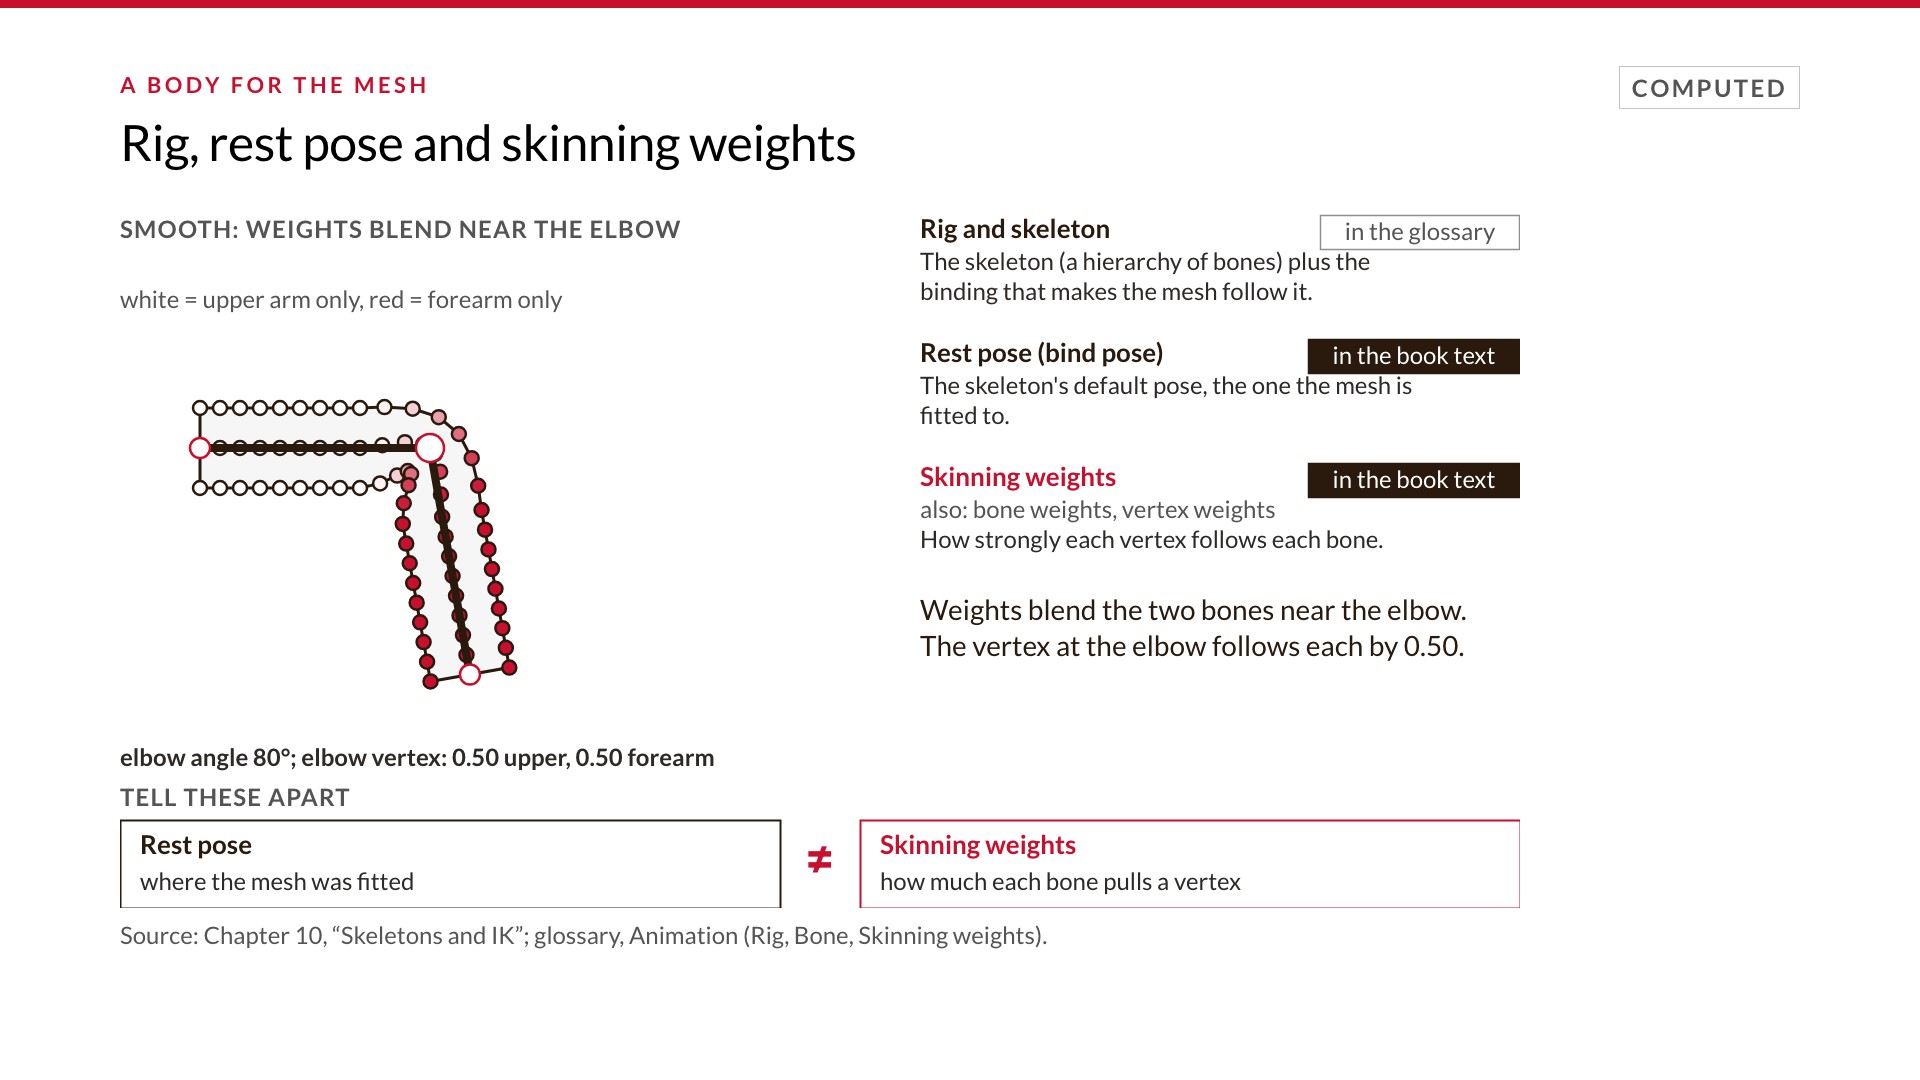 A BODY FOR THE MESH
COMPUTED
Rig, rest pose and skinning weights
SMOOTH: WEIGHTS BLEND NEAR THE ELBOW
white = upper arm only, red = forearm only
elbow angle 80°; elbow vertex: 0.50 upper, 0.50 forearm
Rig and skeleton
in the glossary
The skeleton (a hierarchy of bones) plus the
binding that makes the mesh follow it.
Rest pose (bind pose)
in the book text
The skeleton's default pose, the one the mesh is
fitted to.
Skinning weights
in the book text
also: bone weights, vertex weights
How strongly each vertex follows each bone.
Weights blend the two bones near the elbow.
The vertex at the elbow follows each by 0.50.
TELL THESE APART
Rest pose
where the mesh was fitted
≠
Skinning weights
how much each bone pulls a vertex
Source: Chapter 10, “Skeletons and IK”; glossary, Animation (Rig, Bone, Skinning weights).